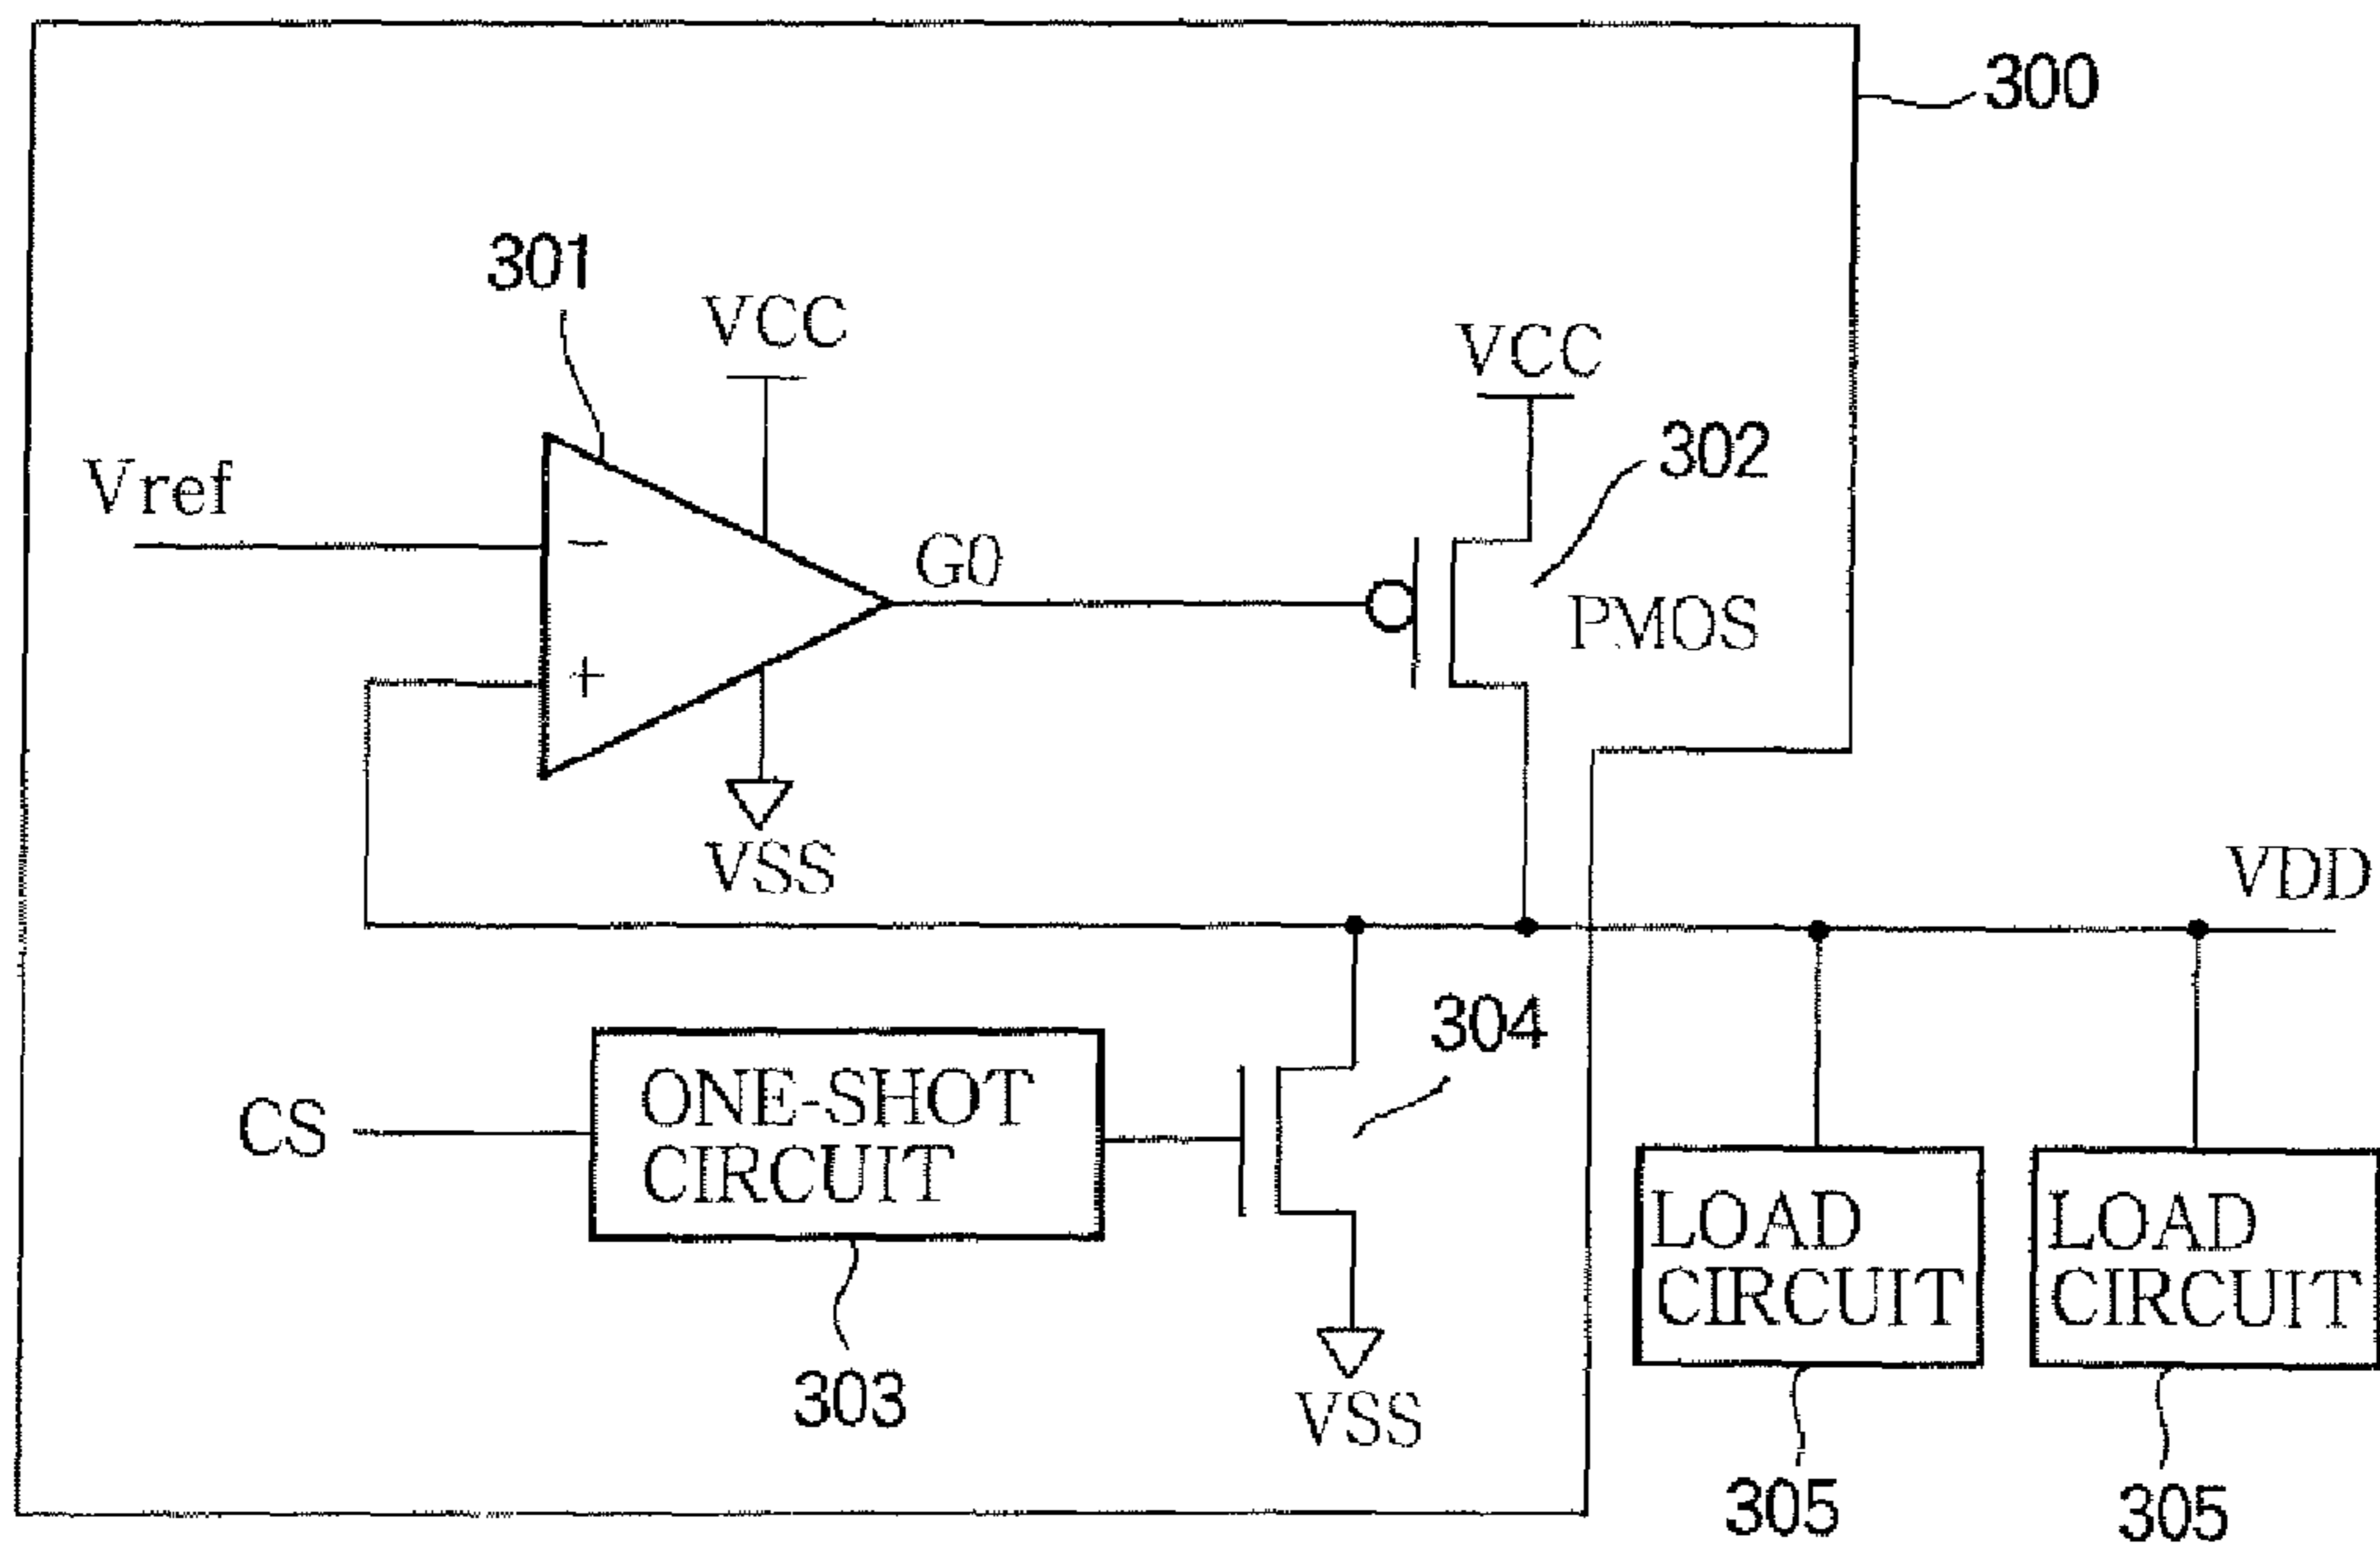 300
301
VCC
VCC
302
Vref
−
G0
PMOS
+
VSS
VDD
304
ONE-SHOT
CIRCUIT
CS
LOAD
CIRCUIT
LOAD
CIRCUIT
303
VSS
305
305